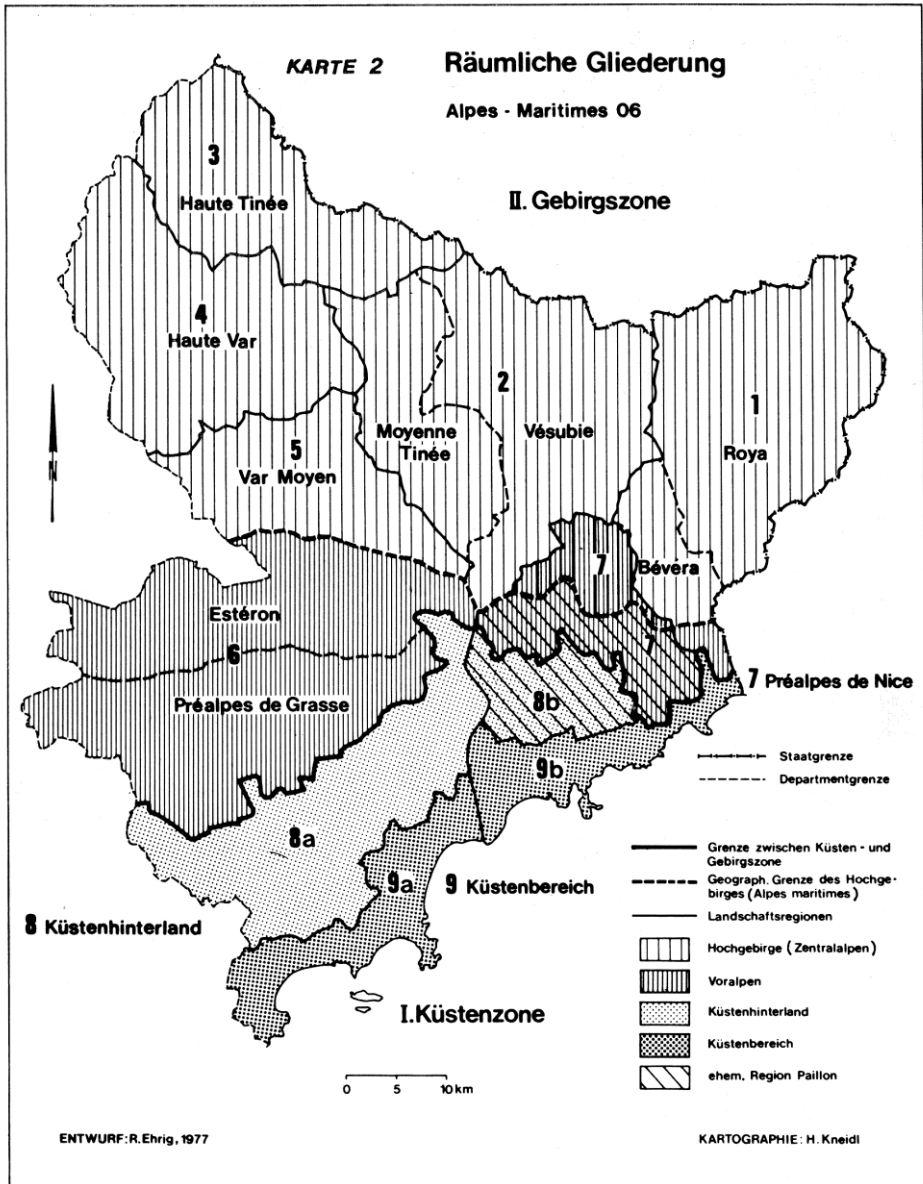 KARTE 2 Räumliche Gliederung
Alpes - Maritimes 06
3
Haute Tinée
II. Gebirgszone
4
Haute Var
2
Vésubie
1
Roya
Moyenne
Tinée
5
Var Moyen
N
7
Bévera
Estéron
6
7
7 Préalpes de Nice
Préalpes de Grasse
8b
9b
Staatgrenze
Departmentgrenze
8a
9a
9 Küstenbereich
8 Küstenhinterland
Grenze zwischen Küsten - und
Gebirgszone
Geograph. Grenze des Hochge-
birges (Alpes maritimes)
Landschaftsregionen
Hochgebirge (Zentralalpen)
Voralpen
Küstenhinterland
Küstenbereich
ehem. Region Paillon
I. Küstenzone
0 5 10 km
ENTWURF: R. Ehrig, 1977
KARTOGRAPHIE: H. Kneidl